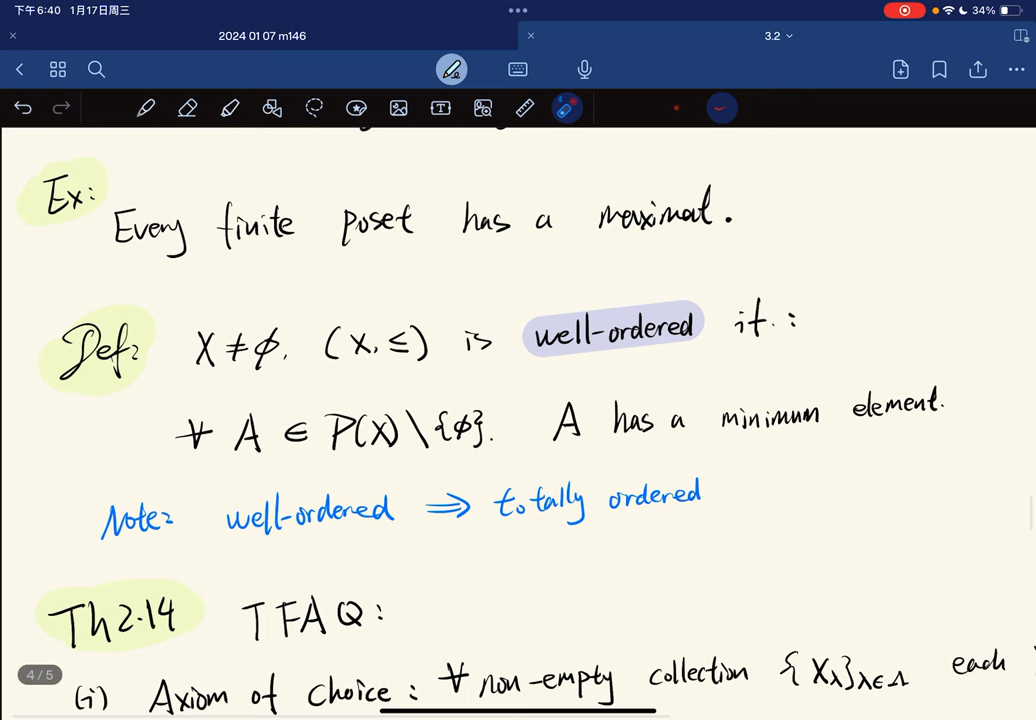 下午6:40 1月17日周三
34%
2024 01 07 m146
3.2
Ex:
Every finite poset has a maximal.
Def:
X ≠ ϕ. (X, ≤) is well-ordered if:
∀ A ∈ P(X) \ {ϕ}. A has a minimum element.
Note: well-ordered ⟹ totally ordered
Th 2.14 TFAQ:
4/5
(i) Axiom of choice: ∀ non-empty collection {Xλ}λ∈Λ each